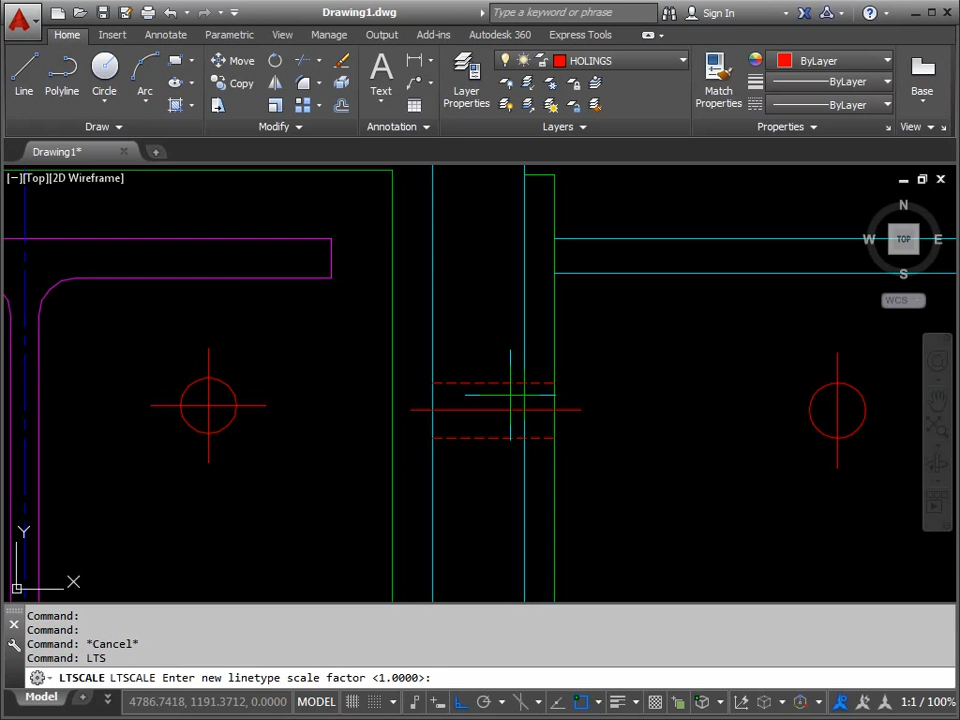 Drawing1.dwg
Type a keyword or phrase
Sign In
Home Insert Annotate Parametric View Manage Output Add-ins Autodesk 360 Express Tools
Line Polyline Circle Arc
Move
Copy
Text
Layer Properties
HOLINGS
Match Properties
ByLayer
ByLayer
ByLayer
Base
Draw Modify Annotation Layers Properties View
Drawing1*
[−][Top][2D Wireframe]
N
W TOP E
S
WCS
Y
X
Command:
Command:
Command: *Cancel*
Command: LTS
LTSCALE LTSCALE Enter new linetype scale factor <1.0000>:
Model
4786.7418, 1191.3712, 0.0000 MODEL 1:1 / 100%